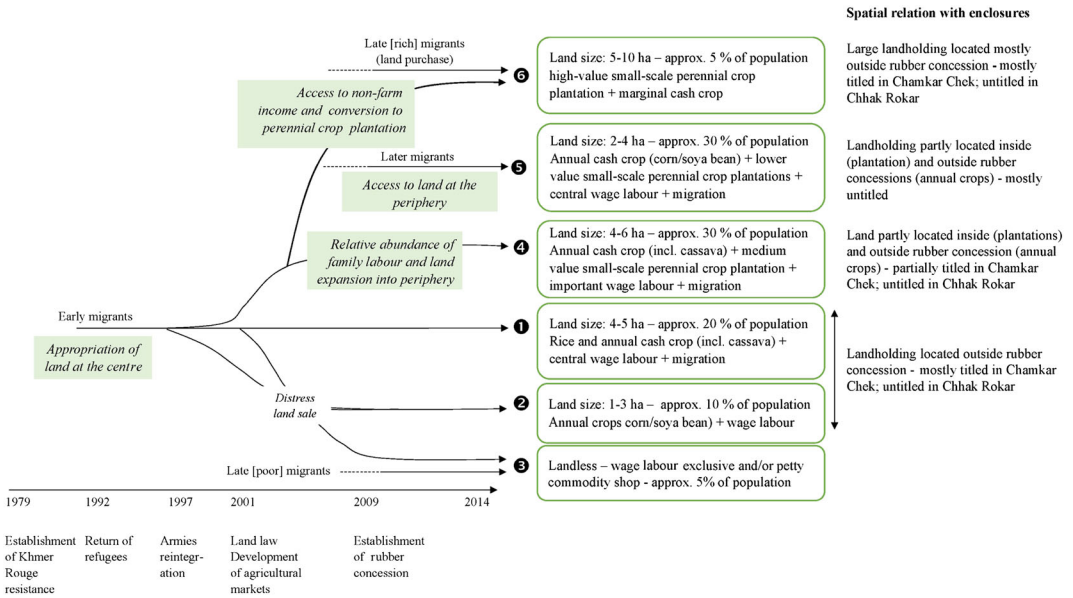 Spatial relation with enclosures
Late [rich] migrants
(land purchase)
❻
Land size: 5-10 ha – approx. 5 % of population
high-value small-scale perennial crop
plantation + marginal cash crop
Large landholding located mostly
outside rubber concession - mostly
titled in Chamkar Chek; untitled in
Chhak Rokar
Access to non-farm
income and conversion to
perennial crop plantation
Later migrants
❺
Land size: 2-4 ha – approx. 30 % of population
Annual cash crop (corn/soya bean) + lower
value small-scale perennial crop plantations +
central wage labour + migration
Landholding partly located inside
(plantation) and outside rubber
concessions (annual crops) - mostly
untitled
Access to land at the
periphery
Relative abundance of
family labour and land
expansion into periphery
❹
Land size: 4-6 ha – approx. 30 % of population
Annual cash crop (incl. cassava) + medium
value small-scale perennial crop plantation +
important wage labour + migration
Land partly located inside (plantations)
and outside rubber concession (annual
crops) - partially titled in Chamkar
Chek; untitled in Chhak Rokar
Early migrants
Appropriation of
land at the centre
❶
Land size: 4-5 ha – approx. 20 % of population
Rice and annual cash crop (incl. cassava) +
central wage labour + migration
Landholding located outside rubber
concession - mostly titled in Chamkar
Chek; untitled in Chhak Rokar
Distress
land sale
❷
Land size: 1-3 ha – approx. 10 % of population
Annual crops corn/soya bean) + wage labour
Late [poor] migrants
❸
Landless – wage labour exclusive and/or petty
commodity shop - approx. 5% of population
1979 1992 1997 2001 2009 2014
Establishment
of Khmer
Rouge
resistance
Return of
refugees
Armies
reintegr-
ation
Land law
Development
of agricultural
markets
Establishment
of rubber
concession